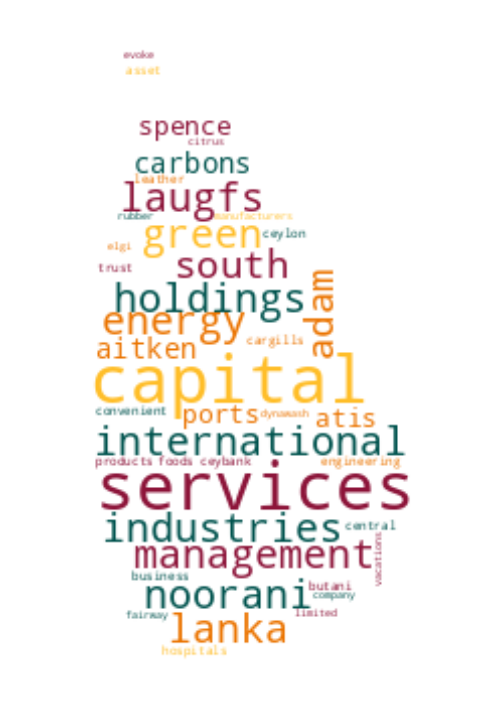 evoke
asset
spence
citrus
carbons
leather
laugfs
rubber manufacturers
green ceylon
elgi
south
trust
holdings
adam
energy
cargills
aitken
capital
convenient ports dynawash atis
international
products foods ceybank engineering
services
industries central
management
vacations
business
butani
noorani company
fairway limited
lanka
hospitals